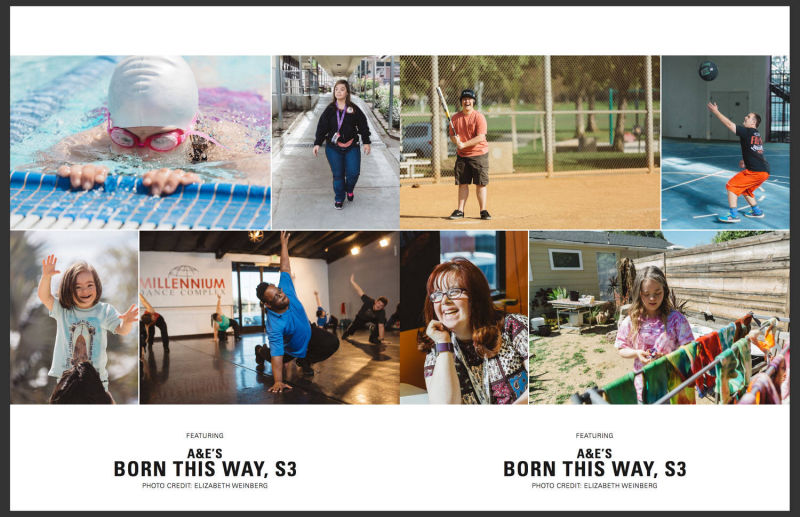 MILLENNIUM
DANCE COMPLEX
FEATURING
A&E'S
BORN THIS WAY, S3
PHOTO CREDIT: ELIZABETH WEINBERG
FEATURING
A&E'S
BORN THIS WAY, S3
PHOTO CREDIT: ELIZABETH WEINBERG